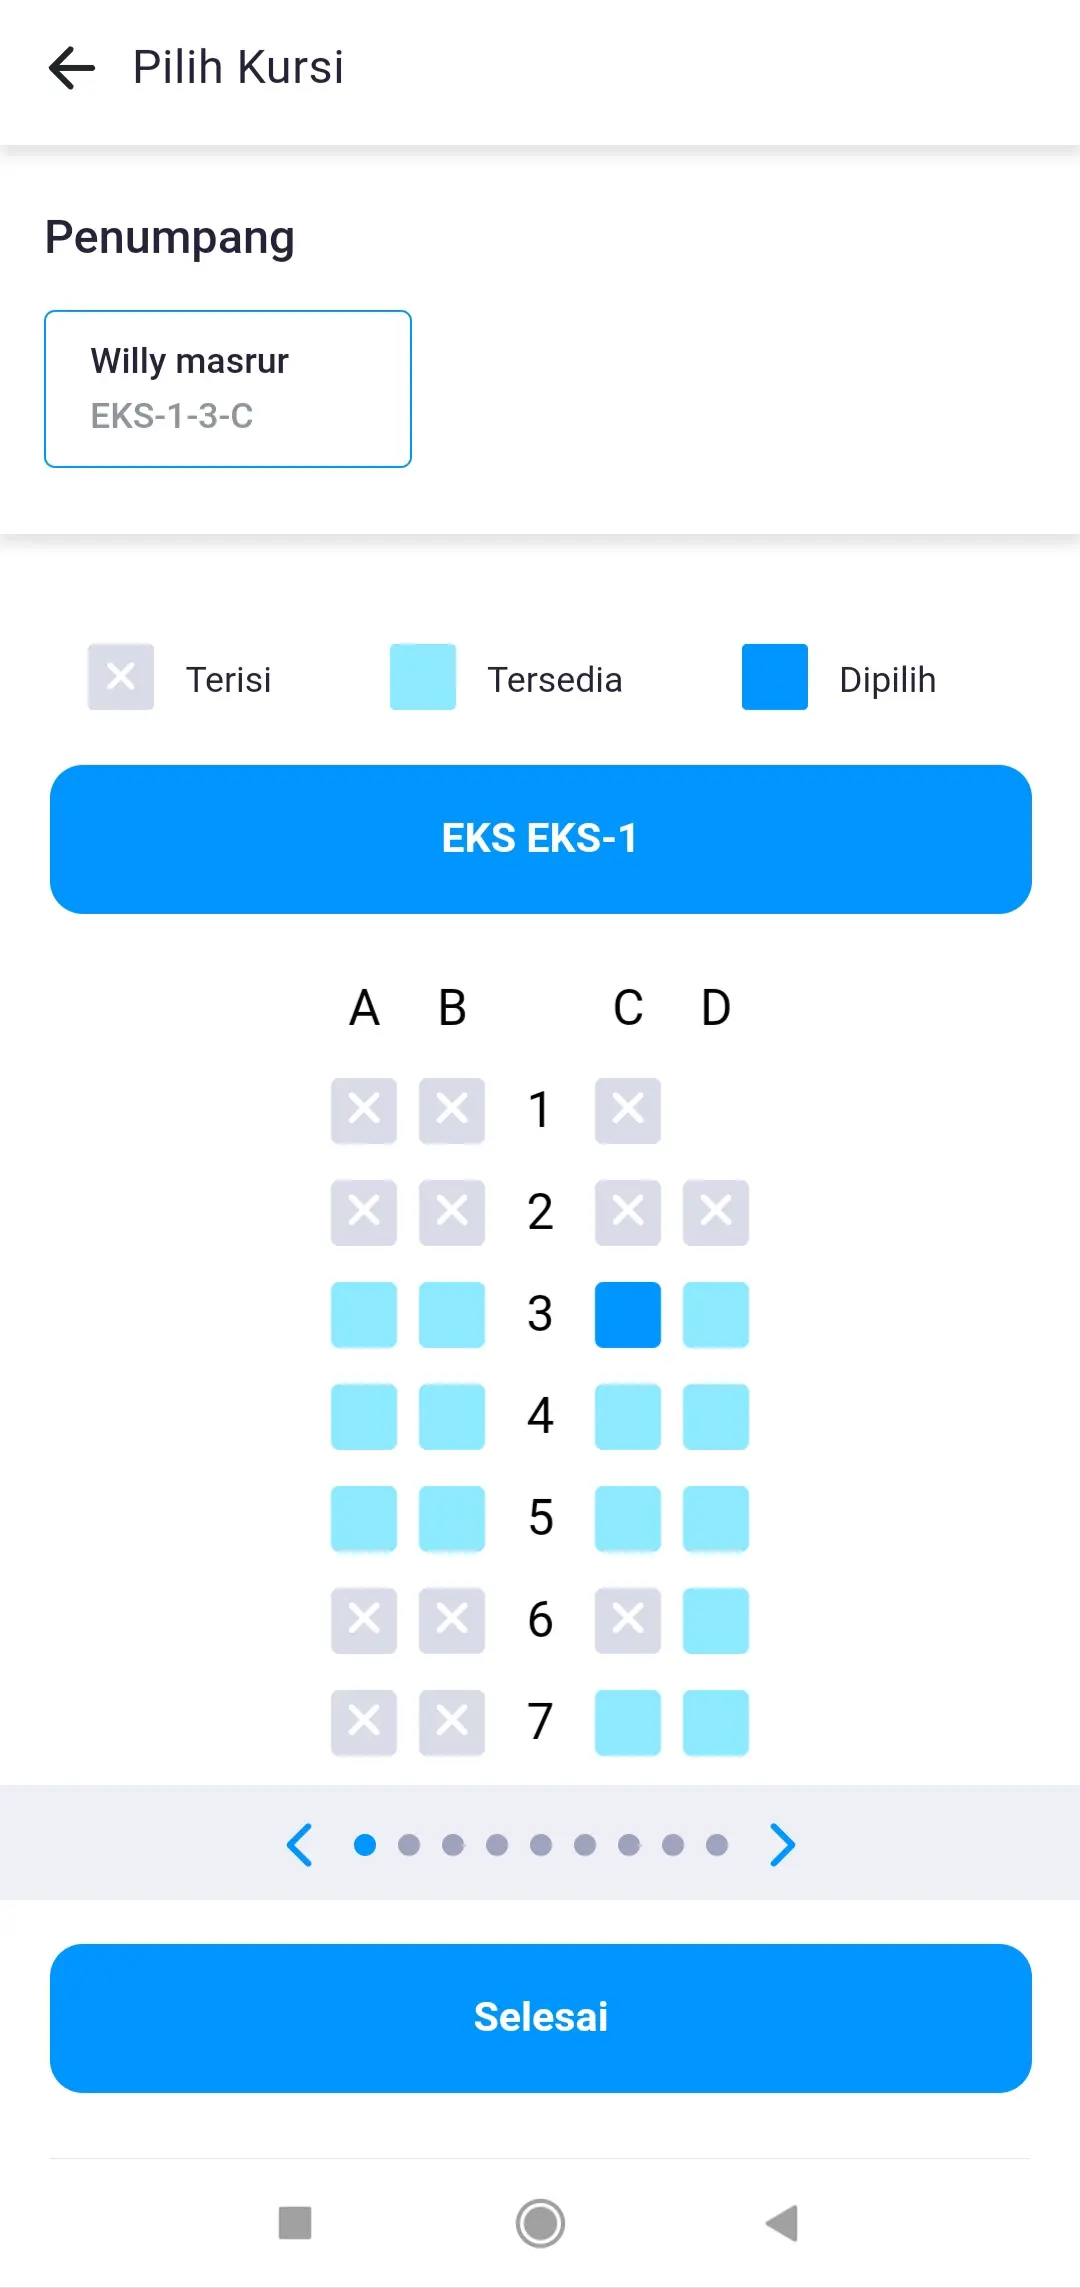 Pilih Kursi
Penumpang
Willy masrur
EKS-1-3-C
Terisi Tersedia Dipilih
EKS EKS-1
A B C D
1
2
3
4
5
6
7
Selesai